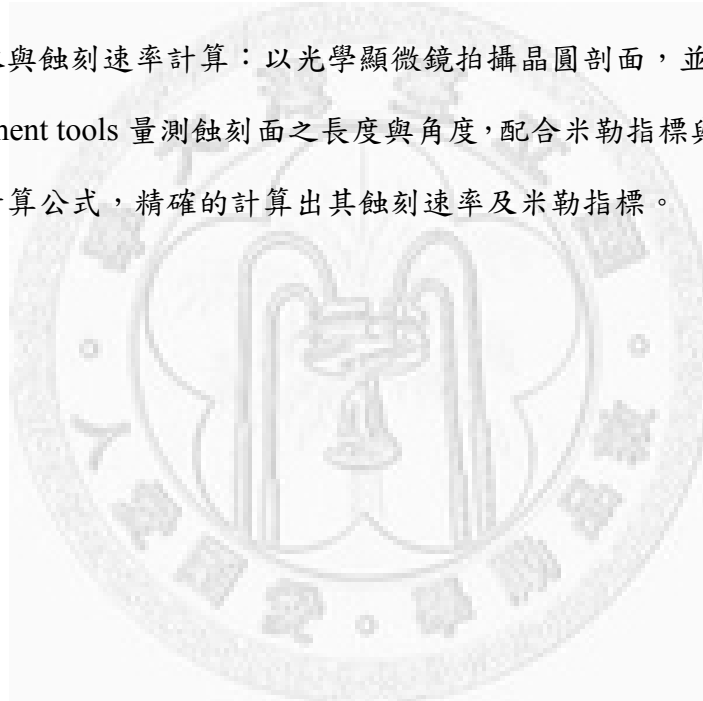 與蝕刻速率計算：以光學顯微鏡拍攝晶圓剖面，並
ment tools 量測蝕刻面之長度與角度，配合米勒指標與
計算公式，精確的計算出其蝕刻速率及米勒指標。